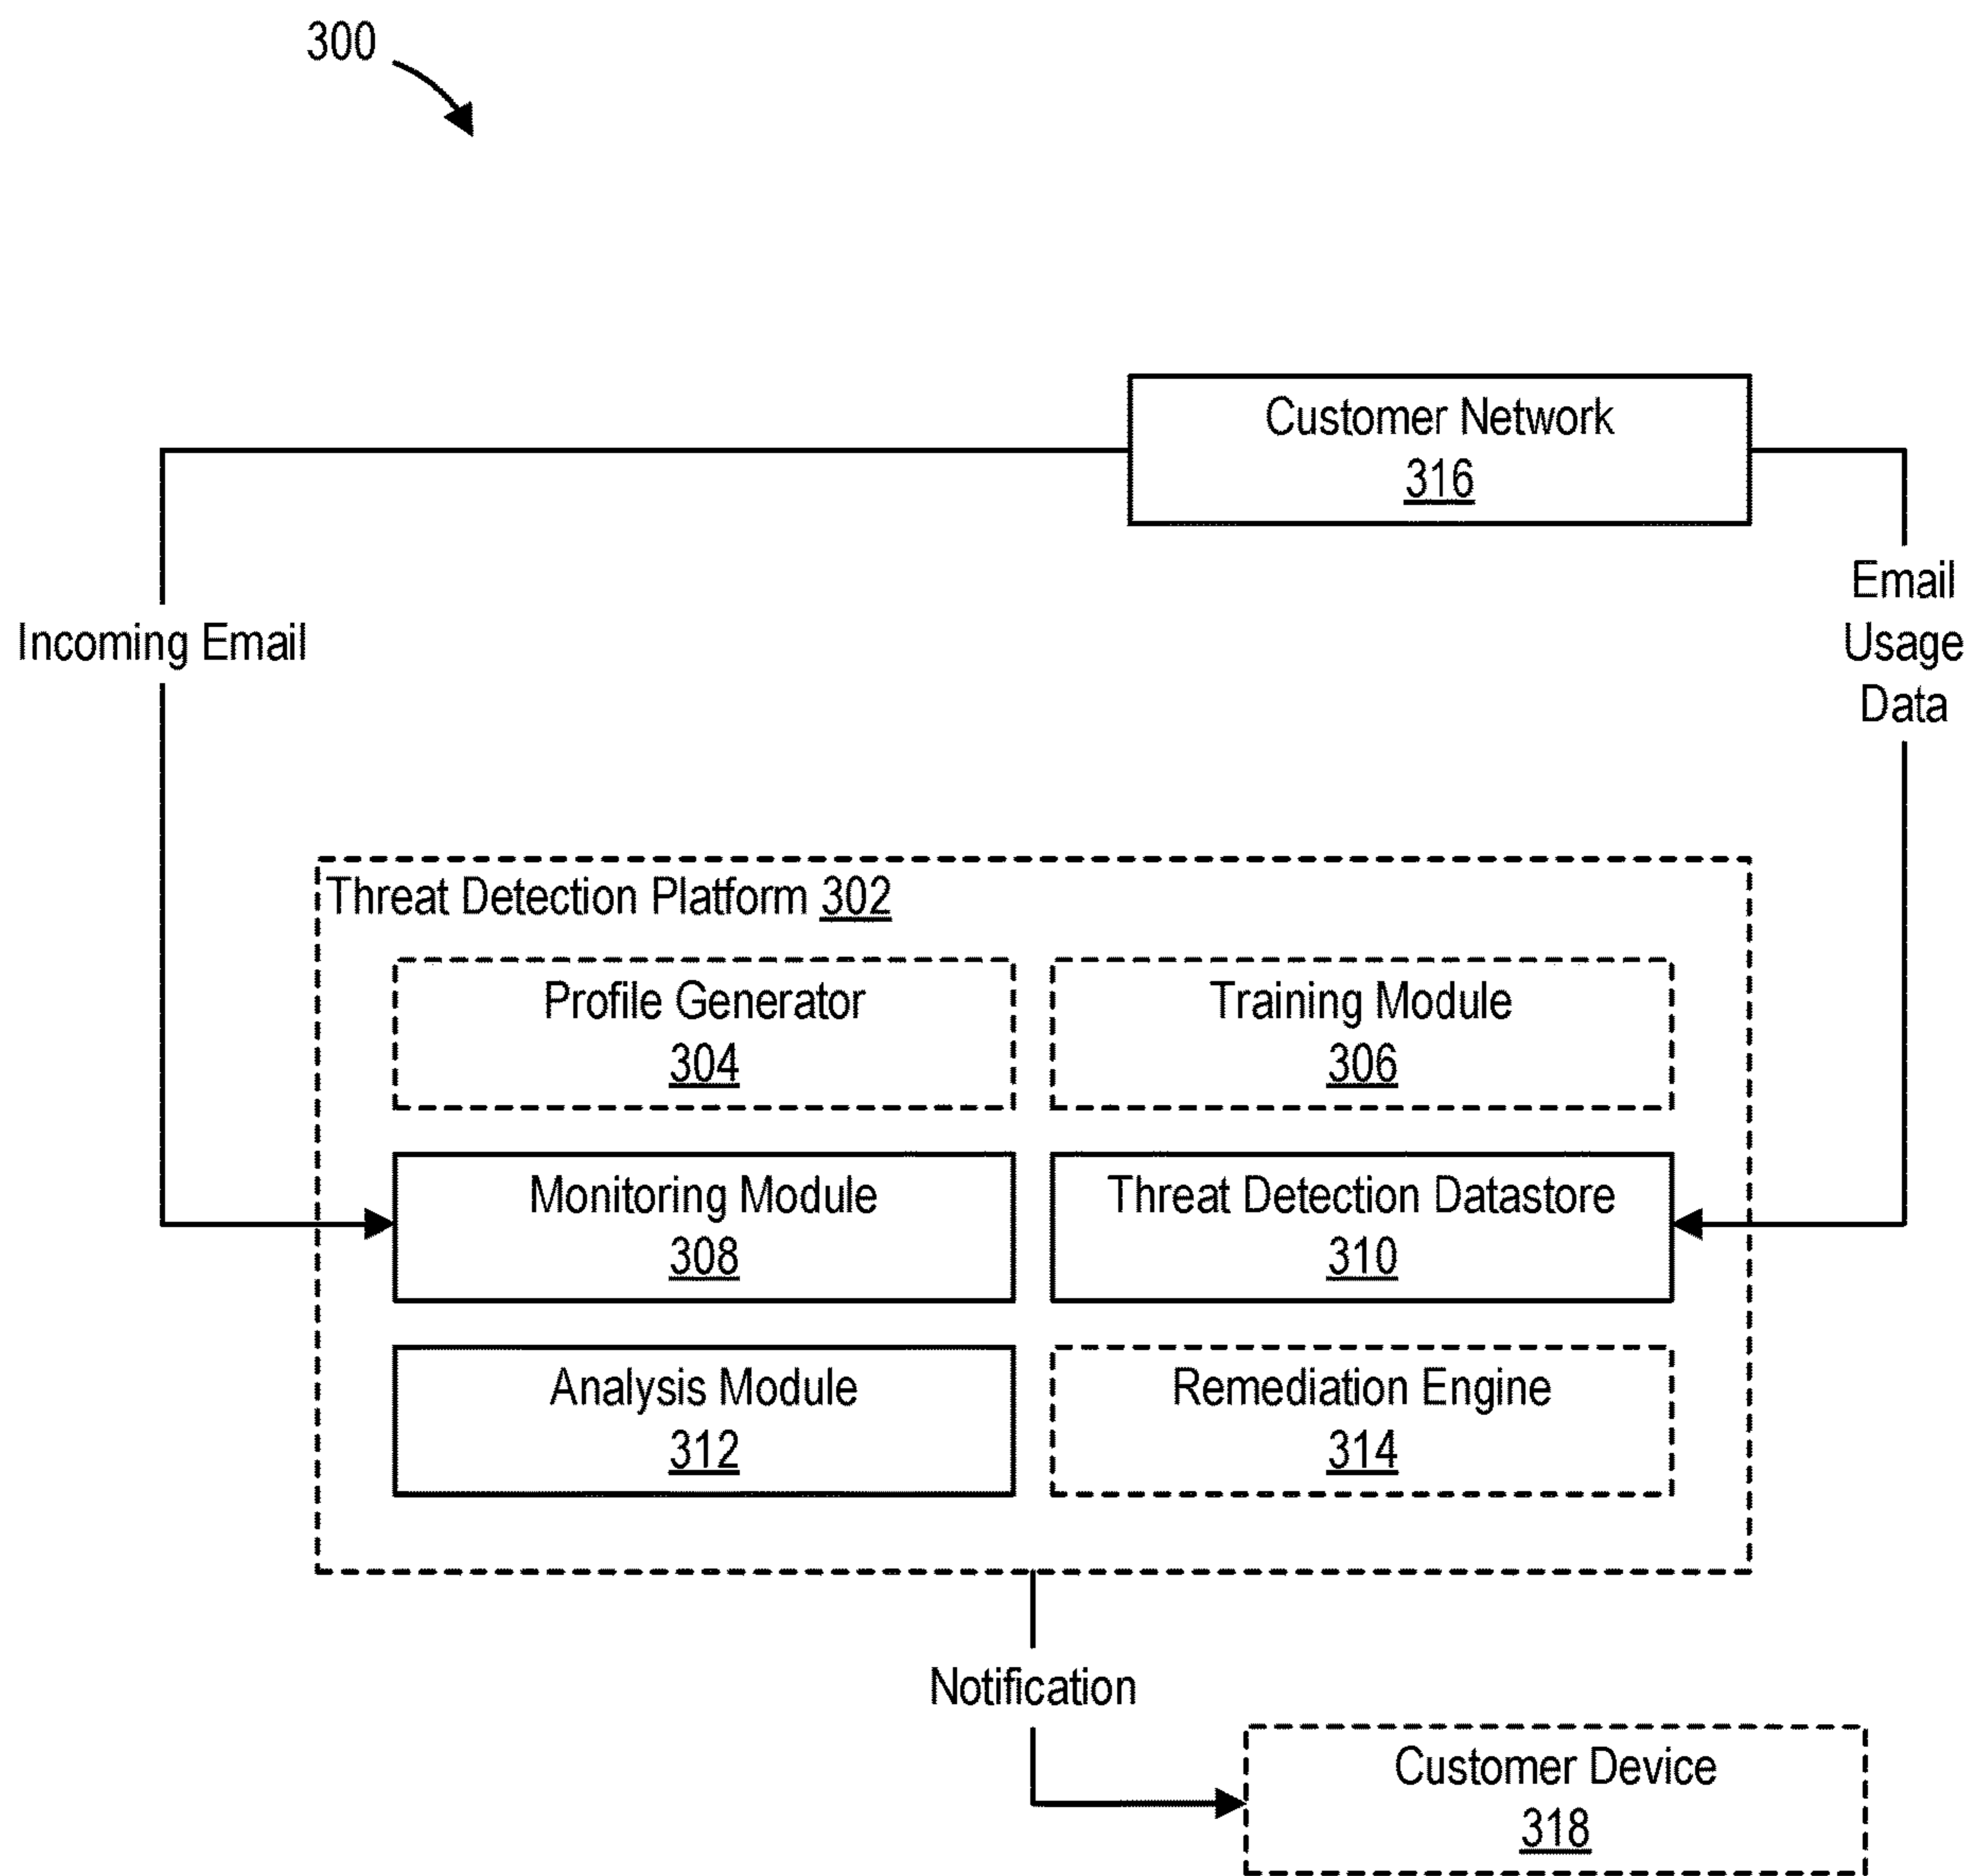 300
Customer Network
316
Incoming Email
Email
Usage
Data
Threat Detection Platform 302
Profile Generator
304
Training Module
306
Monitoring Module
308
Threat Detection Datastore
310
Analysis Module
312
Remediation Engine
314
Notification
Customer Device
318